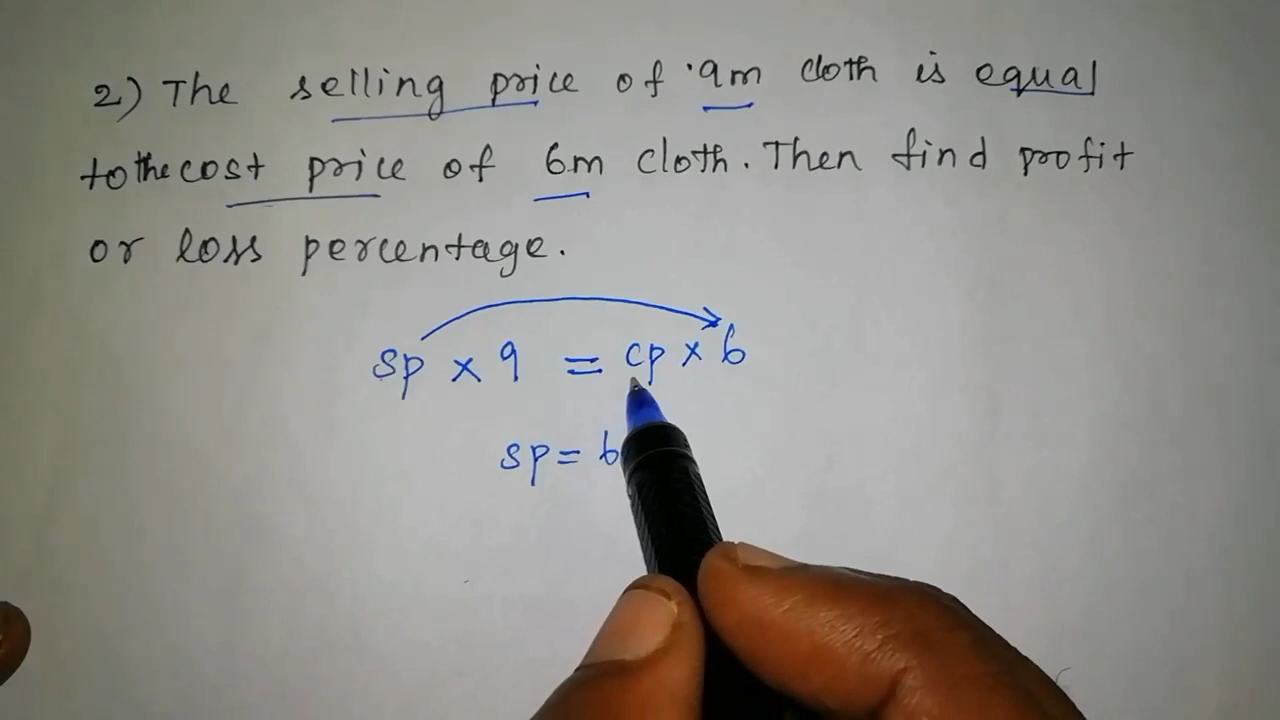 2) The selling price of 9m cloth is equal
to the cost price of 6m cloth. Then find profit
or loss percentage.
SP × 9 = CP × 6
SP = 6